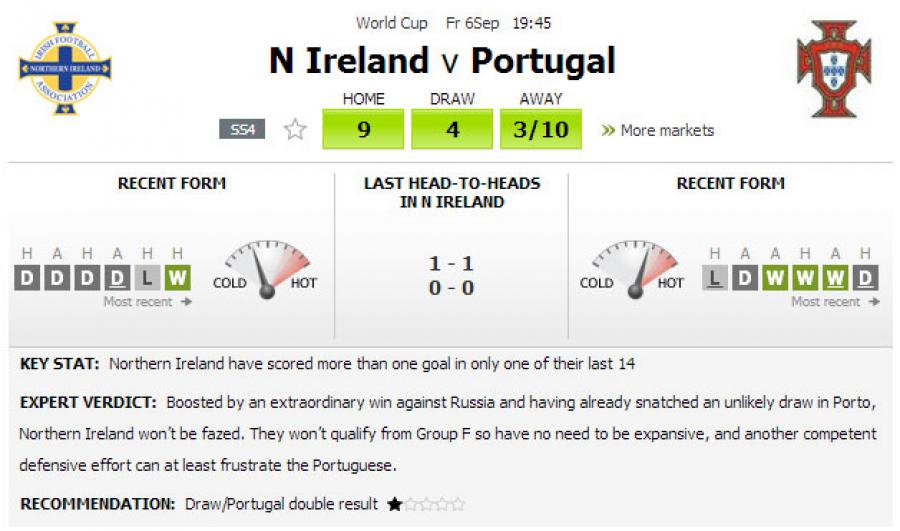 World Cup Fr 6Sep 19:45
N Ireland v Portugal
IRISH FOOTBALL
NORTHERN IRELAND
ASSOCIATION
HOME DRAW AWAY
SS4 9 4 3/10 » More markets
RECENT FORM
H A H A H H
D D D D L W
Most recent →
COLD HOT
LAST HEAD-TO-HEADS
IN N IRELAND
1 - 1
0 - 0
RECENT FORM
COLD HOT
H A A H A H
L D W W W D
Most recent →
KEY STAT: Northern Ireland have scored more than one goal in only one of their last 14
EXPERT VERDICT: Boosted by an extraordinary win against Russia and having already snatched an unlikely draw in Porto,
Northern Ireland won't be fazed. They won't qualify from Group F so have no need to be expansive, and another competent
defensive effort can at least frustrate the Portuguese.
RECOMMENDATION: Draw/Portugal double result ★☆☆☆☆